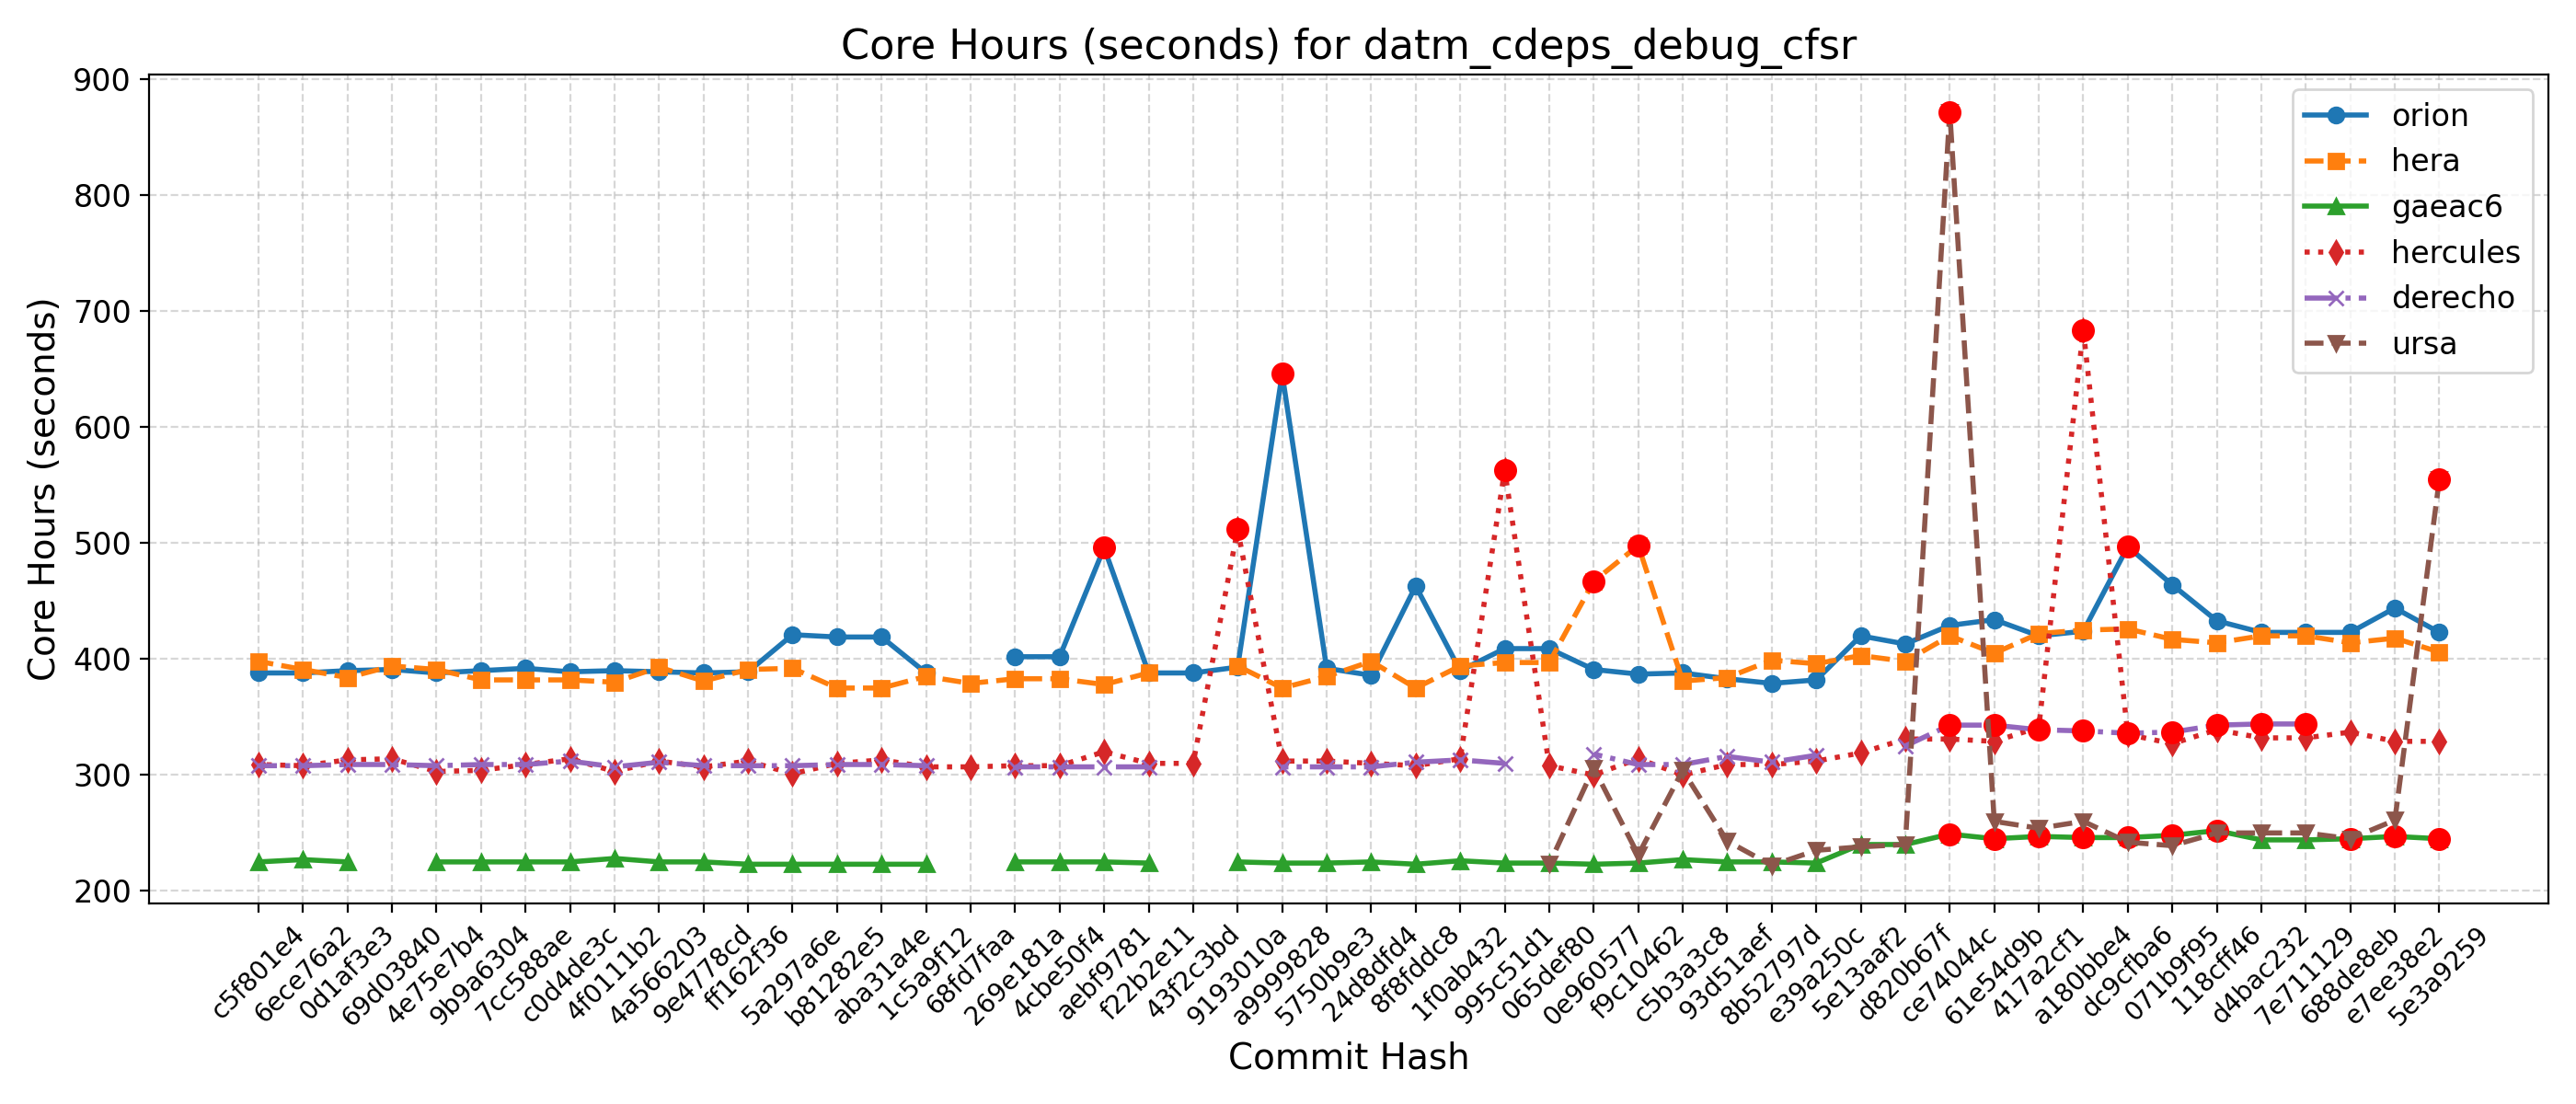 Core Hours (seconds) for datm_cdeps_debug_cfsr
Core Hours (seconds)
900
800
700
600
500
400
300
200
orion
hera
gaeac6
hercules
derecho
ursa
c5f801e4
6ece76a2
0d1af3e3
69d03840
4e75e7b4
9b9a6304
7cc588ae
c0d4de3c
4f0111b2
4a566203
9e4778cd
ff162f36
5a297a6e
b81282e5
aba31a4e
1c5a9f12
68fd7faa
269e181a
4cbe50f4
aebf9781
f22b2e11
43f2c3bd
9193010a
a9999828
5750b9e3
24d8dfd4
8f8fddc8
1f0ab432
995c51d1
065def80
0e960577
f9c10462
c5b3a3c8
93d51aef
8b52797d
e39a250c
5e13aaf2
d820b67f
ce74044c
61e54d9b
417a2cf1
a180bbe4
dc9cfba6
071b9f95
118cff46
d4bac232
7e711129
688de8eb
e7ee38e2
5e3a9259
Commit Hash